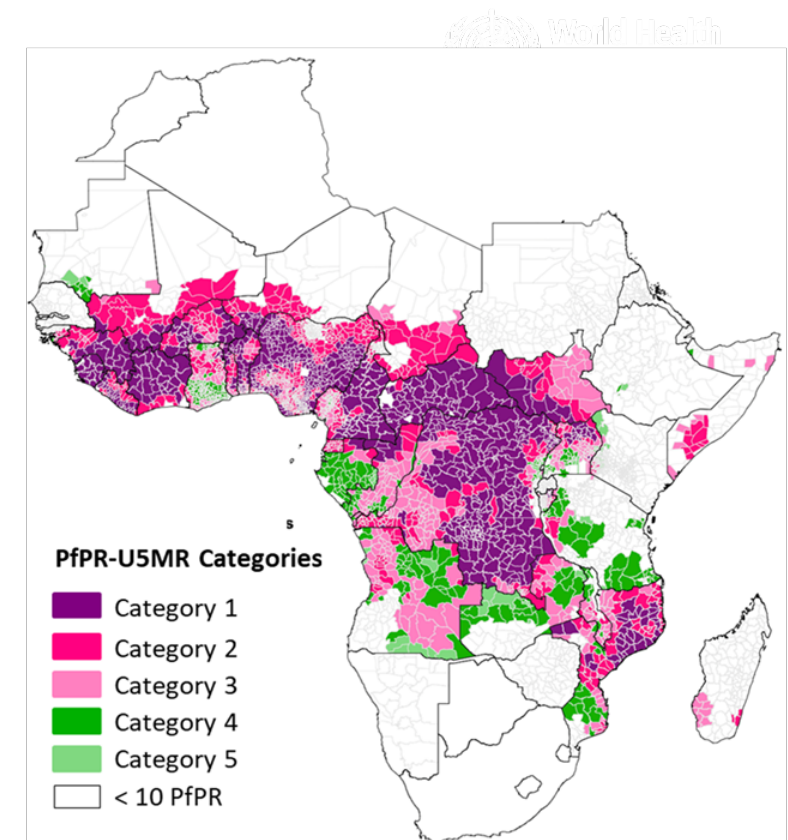 World Health
s
PfPR-U5MR Categories
Category 1
Category 2
Category 3
Category 4
Category 5
< 10 PfPR